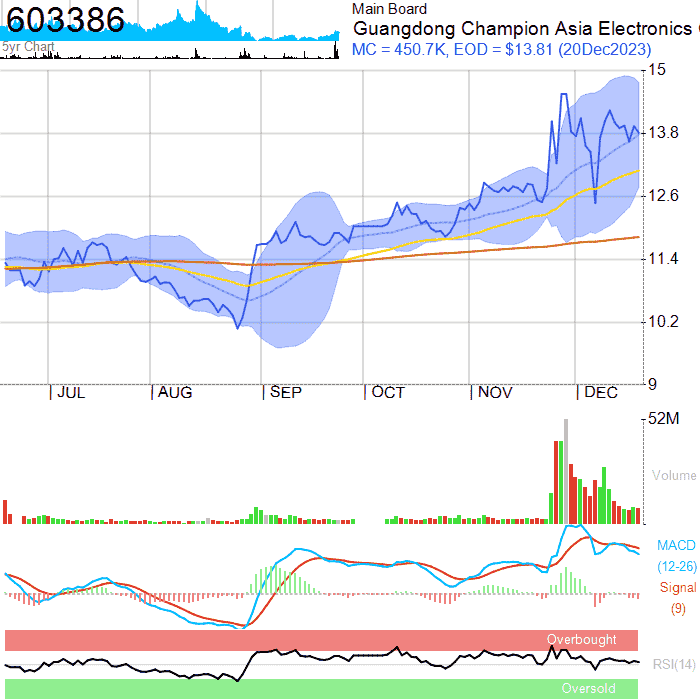 603386
5yr Chart
Main Board
Guangdong Champion Asia Electronics
MC = 450.7K, EOD = $13.81 (20Dec2023)
15
13.8
12.6
11.4
10.2
9
|JUL |AUG |SEP |OCT |NOV |DEC
52M
Volume
MACD
(12-26)
Signal
(9)
Overbought
RSI(14)
Oversold